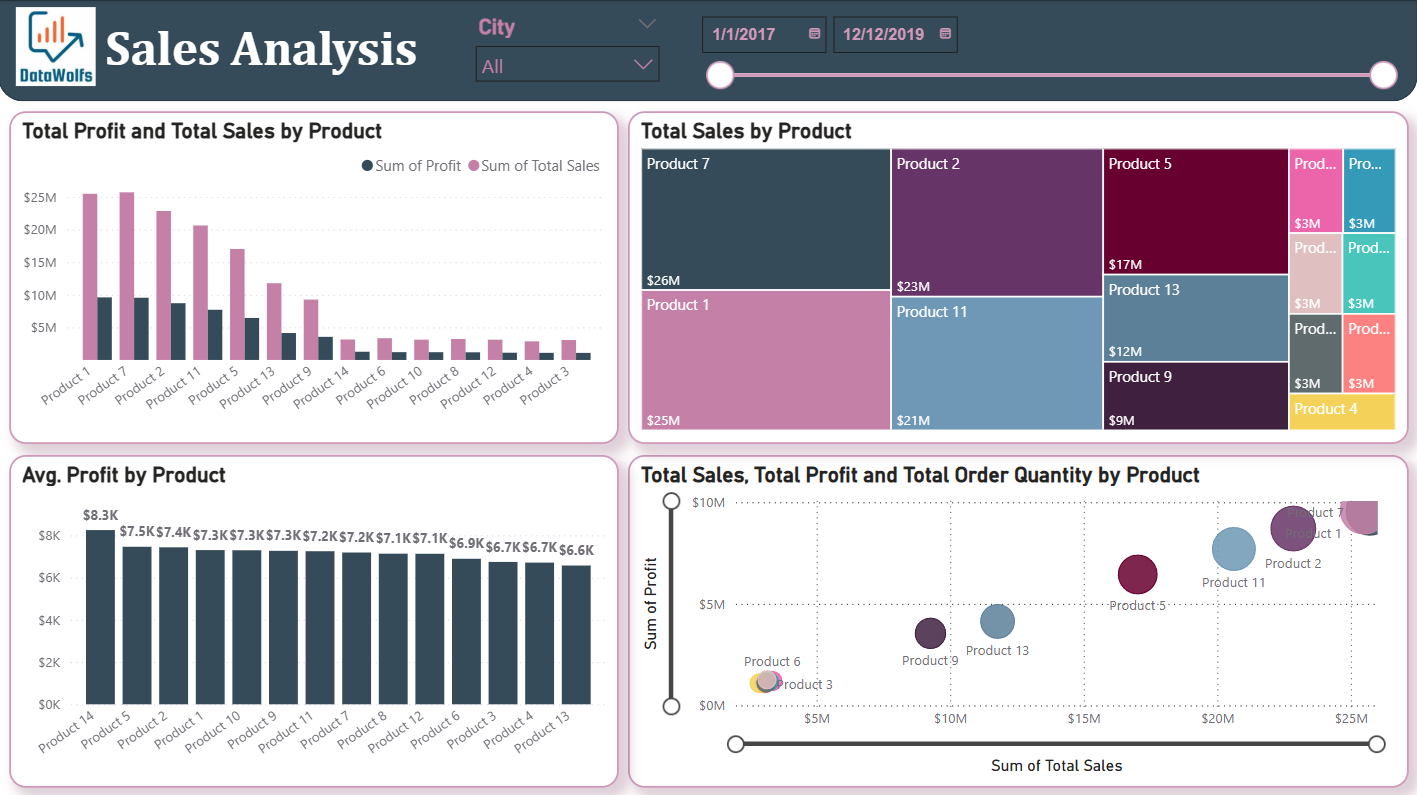 DataWolfs
Sales Analysis
City
All
1/1/2017
12/12/2019
Total Profit and Total Sales by Product
Sum of Profit Sum of Total Sales
$25M
$20M
$15M
$10M
$5M
Product 1
Product 7
Product 2
Product 11
Product 5
Product 13
Product 9
Product 14
Product 6
Product 10
Product 8
Product 12
Product 4
Product 3
Total Sales by Product
Product 7
$26M
Product 1
$25M
Product 2
$23M
Product 11
$21M
Product 5
$17M
Product 13
$12M
Product 9
$9M
Prod...
$3M
Pro...
$3M
Prod...
$3M
Prod...
$3M
Prod...
$3M
Prod...
$3M
Product 4
Avg. Profit by Product
$8K
$6K
$4K
$2K
$0K
$8.3K
$7.5K
$7.4K
$7.3K
$7.3K
$7.3K
$7.2K
$7.2K
$7.1K
$7.1K
$6.9K
$6.7K
$6.7K
$6.6K
Product 14
Product 5
Product 2
Product 1
Product 10
Product 9
Product 11
Product 7
Product 8
Product 12
Product 6
Product 3
Product 4
Product 13
Total Sales, Total Profit and Total Order Quantity by Product
Sum of Profit
$10M
$5M
$0M
Product 7
Product 1
Product 2
Product 11
Product 5
Product 13
Product 9
Product 6
Product 3
$5M
$10M
$15M
$20M
$25M
Sum of Total Sales